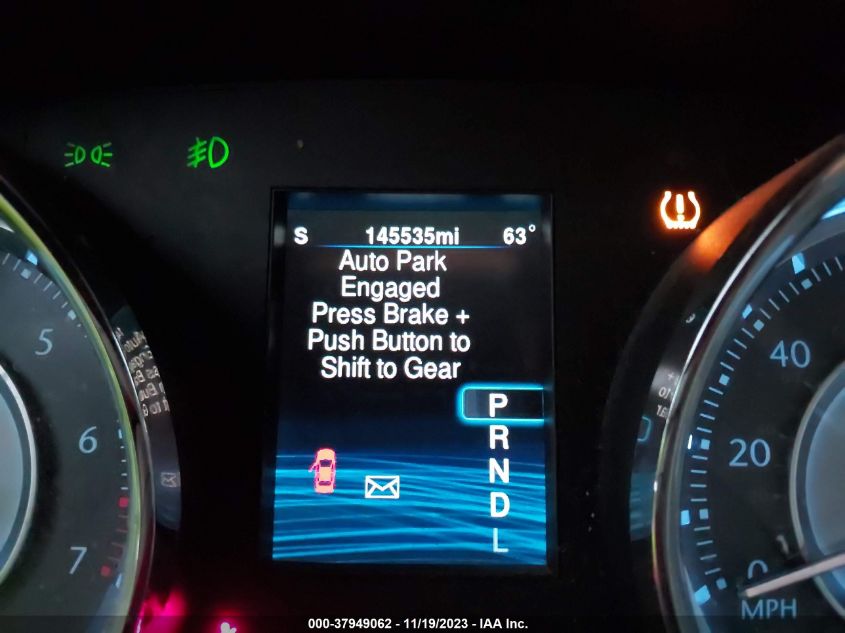 S 145535mi 63°
Auto Park
Engaged
Press Brake +
Push Button to
Shift to Gear
P
R
N
D
L
5
6
7
40
20
0
MPH
000-37949062 - 11/19/2023 - IAA Inc.